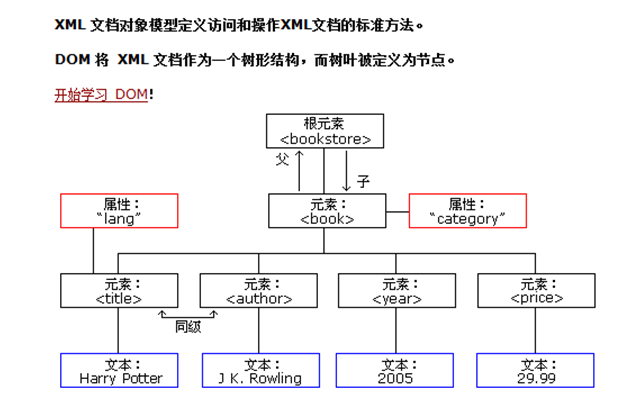 XML 文档对象模型定义访问和操作XML文档的标准方法。
DOM 将 XML 文档作为一个树形结构，而树叶被定义为节点。
开始学习 DOM!
根元素
<bookstore>
父
子
属性：
"lang"
元素：
<book>
属性：
"category"
元素：
<title>
元素：
<author>
元素：
<year>
元素：
<price>
同级
文本：
Harry Potter
文本：
J K. Rowling
文本：
2005
文本：
29.99